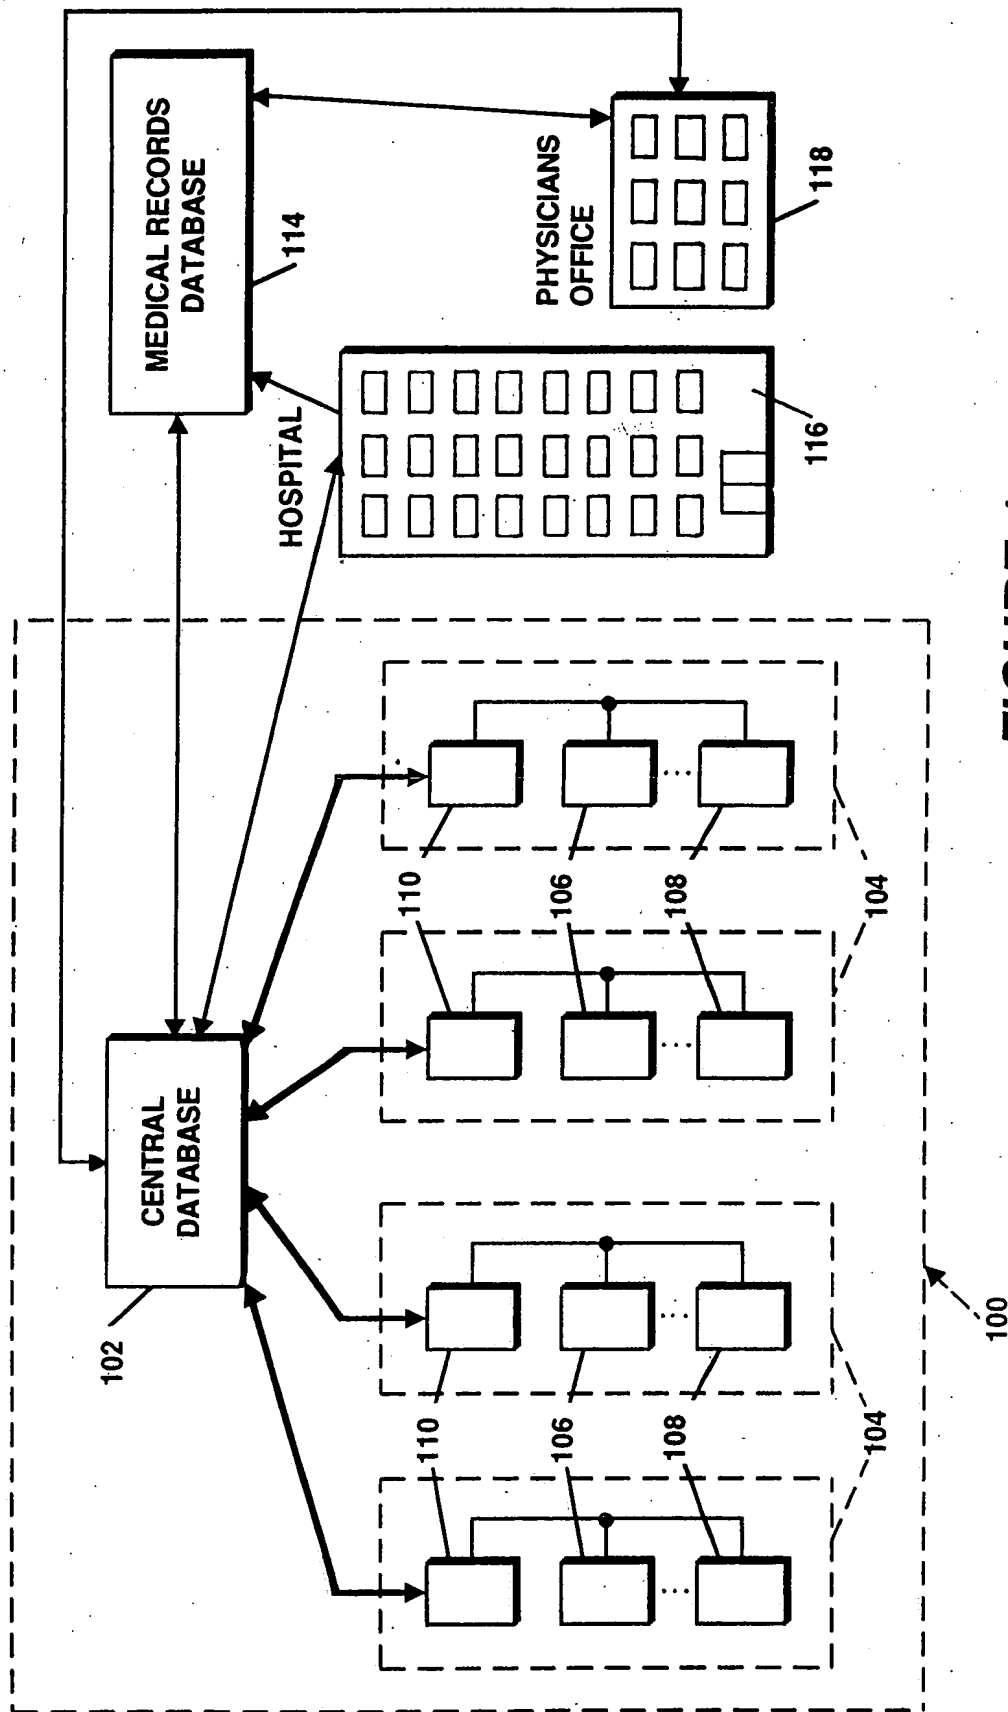 MEDICAL RECORDS
DATABASE
114
PHYSICIANS
OFFICE
118
HOSPITAL
116
CENTRAL
DATABASE
102
110
106
108
104
110
106
108
104
100